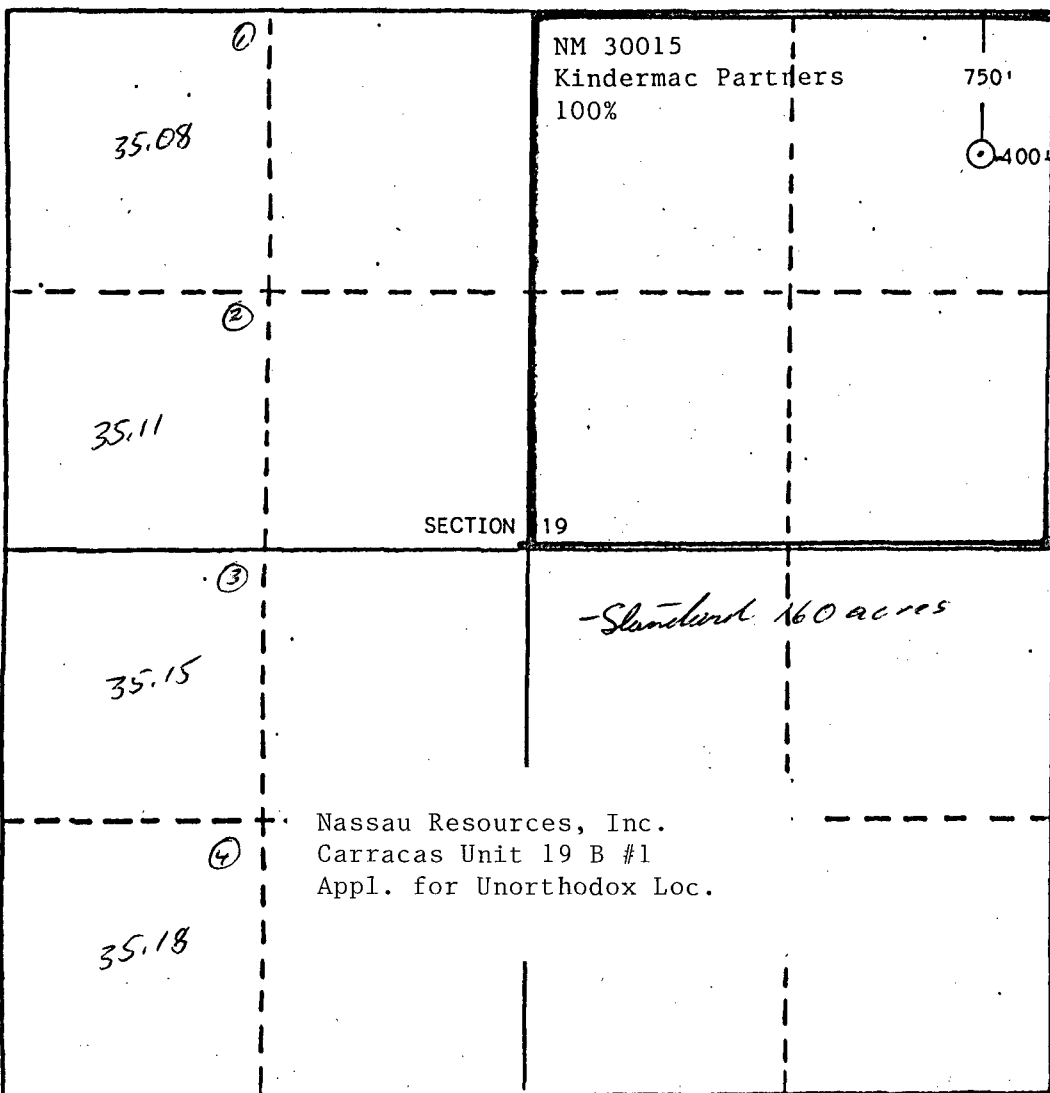 ①
35.08
NM 30015
Kindermac Partners
100%
750'
400'
②
35.11
SECTION 19
③
35.15
-Standard 160 acres
Nassau Resources, Inc.
Carracas Unit 19 B #1
Appl. for Unorthodox Loc.
④
35.18